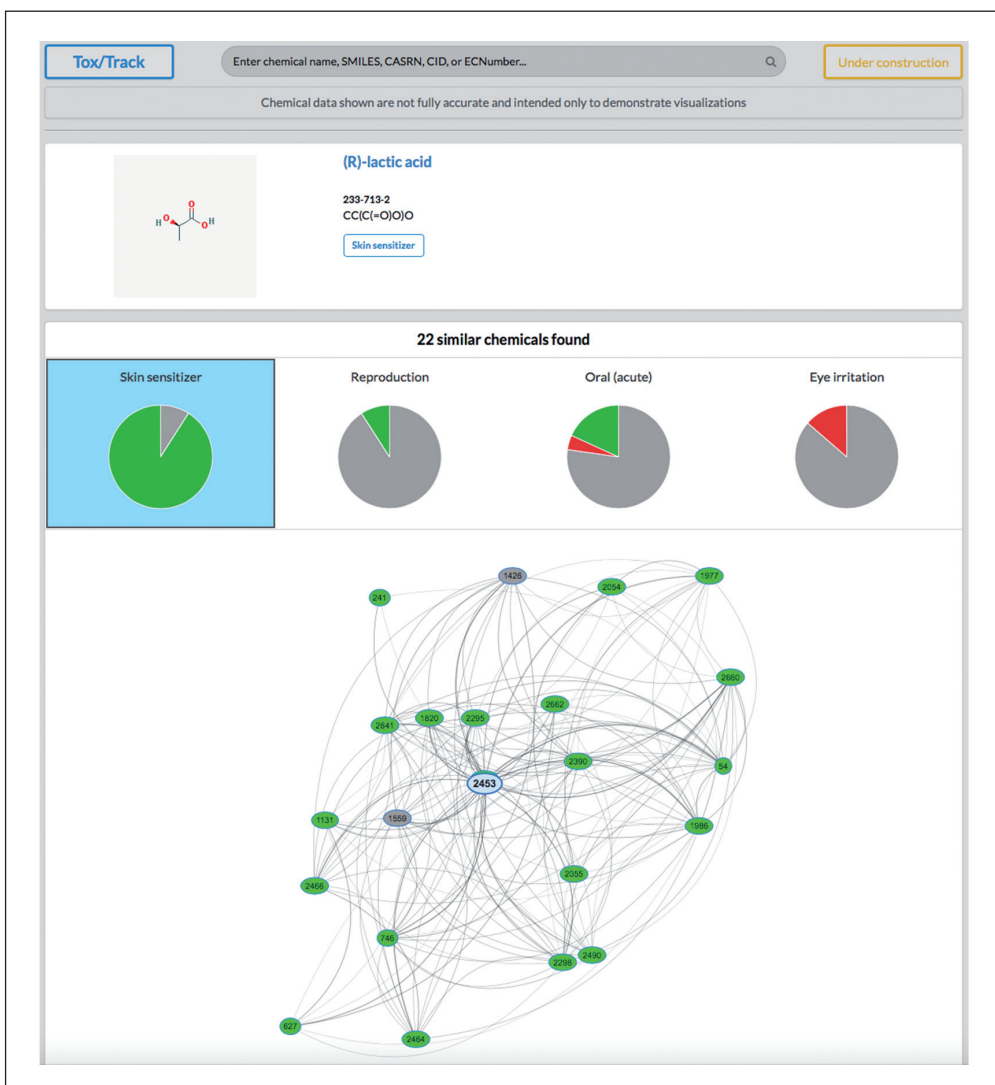 Tox/Track
Enter chemical name, SMILES, CASRN, CID, or ECNumber...
Under construction
Chemical data shown are not fully accurate and intended only to demonstrate visualizations
(R)-lactic acid
233-713-2
CC(C(=O)O)O
Skin sensitizer
H O O O H
22 similar chemicals found
Skin sensitizer Reproduction Oral (acute) Eye irritation
1426
2054
1977
241
2660
2662
2641
1820
2295
2390
54
2453
1131
1559
1986
2055
2466
746
2298
2490
627
2464